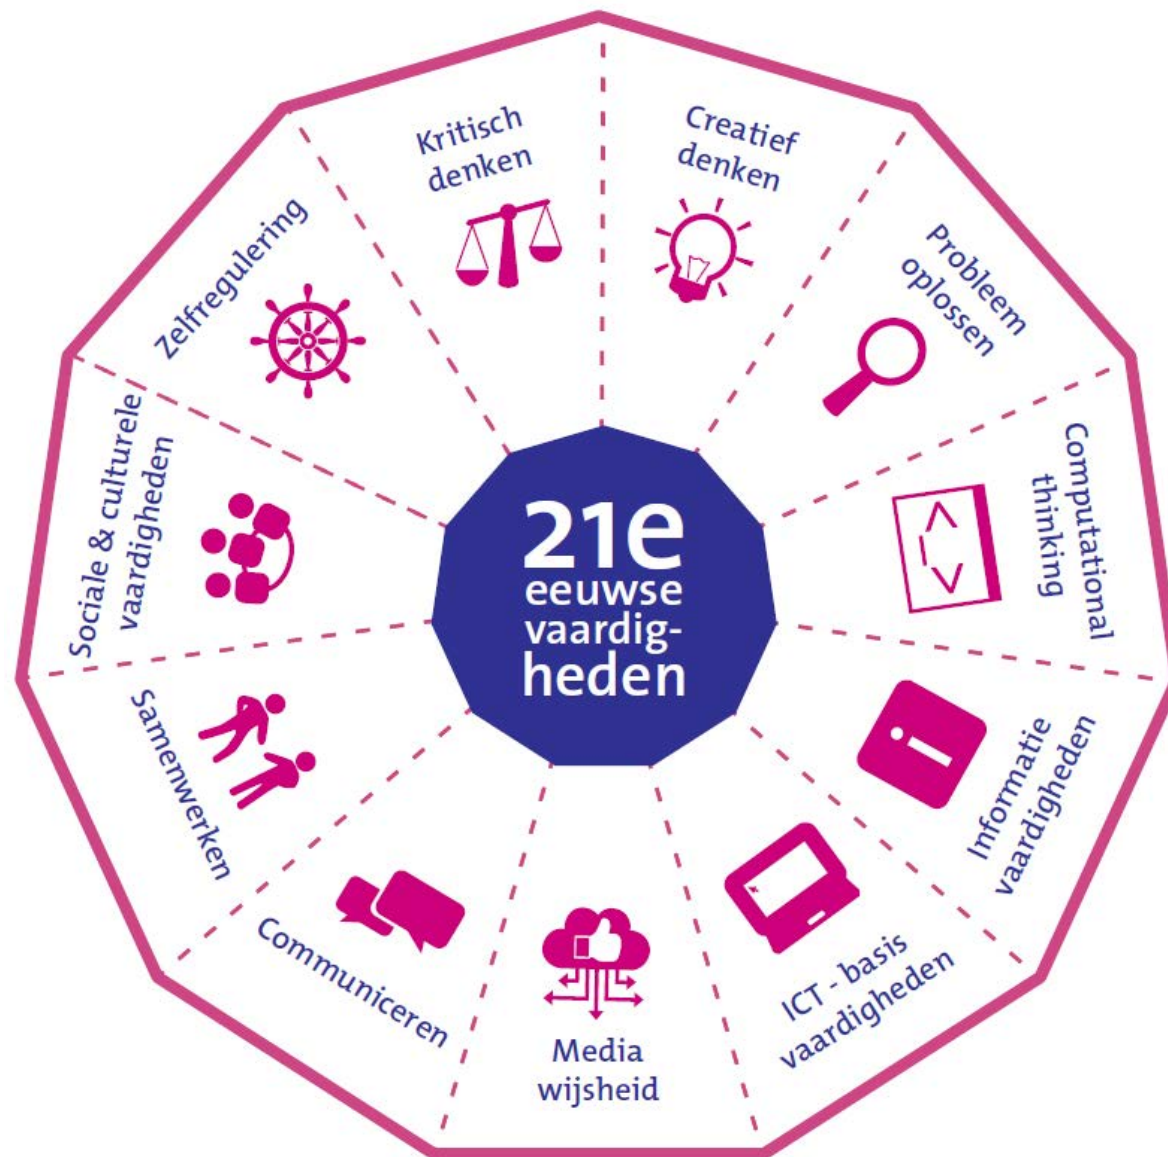 Kritisch
denken
Creatief
denken
Probleem
oplossen
Computational
thinking
Informatie
vaardigheden
ICT - basis
vaardigheden
Media
wijsheid
Communiceren
Samenwerken
Sociale & culturele
vaardigheden
Zelfregulering
21e
eeuwse
vaardig-
heden